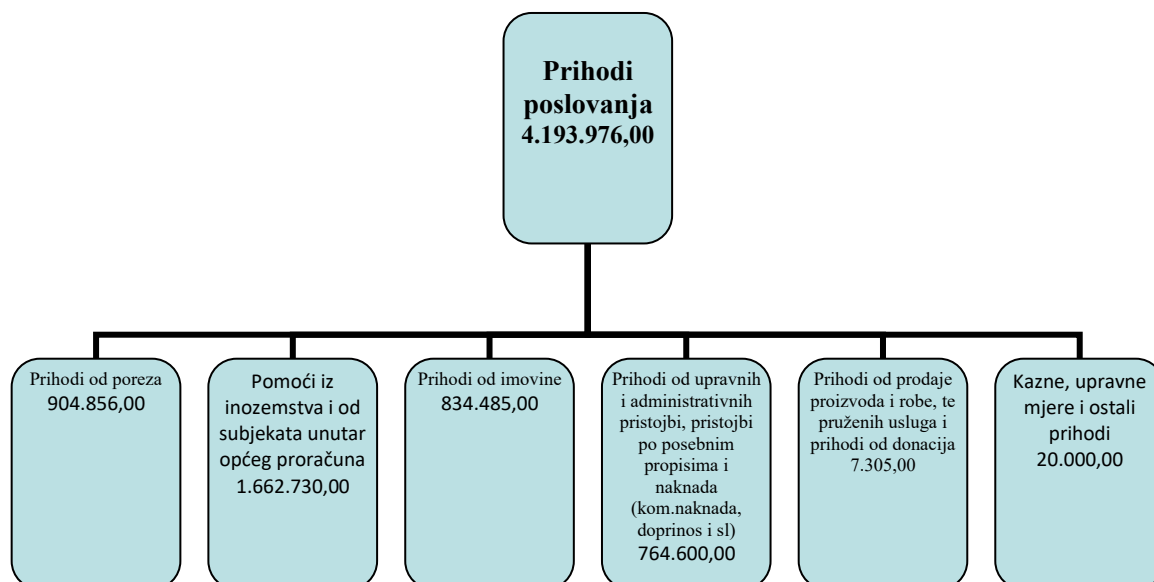 Prihodi
poslovanja
4.193.976,00
Prihodi od poreza
904.856,00
Pomoći iz
inozemstva i od
subjekata unutar
općeg proračuna
1.662.730,00
Prihodi od imovine
834.485,00
Prihodi od upravnih
i administrativnih
pristojbi, pristojbi
po posebnim
propisima i
naknada
(kom.naknada,
doprinos i sl)
764.600,00
Prihodi od prodaje
proizvoda i robe, te
pruženih usluga i
prihodi od donacija
7.305,00
Kazne, upravne
mjere i ostali
prihodi
20.000,00